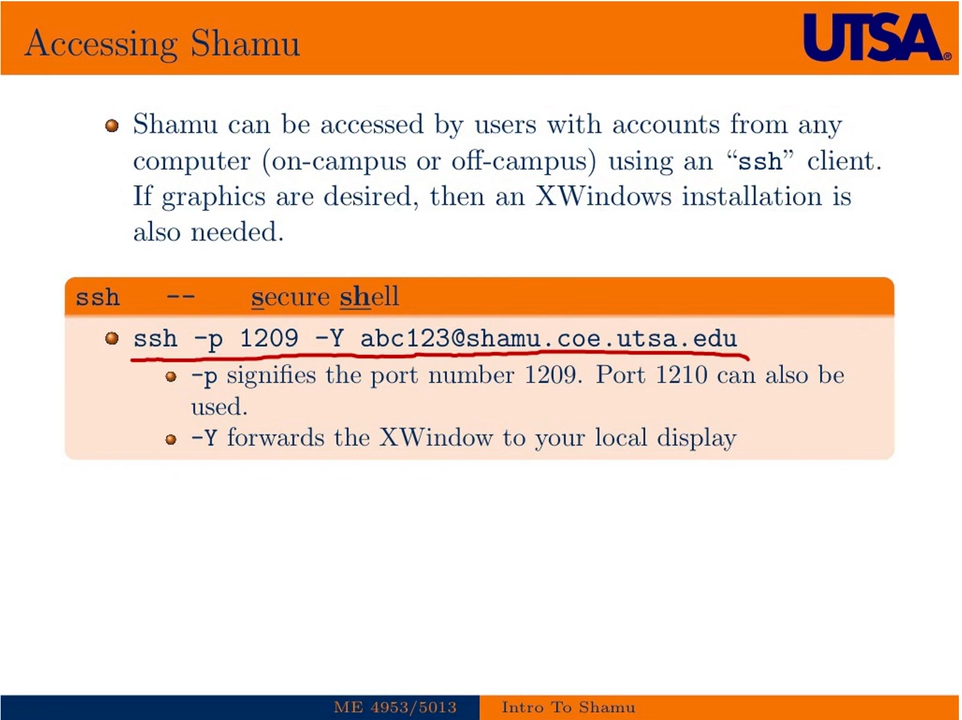 Accessing Shamu
UTSA®
Shamu can be accessed by users with accounts from any
computer (on-campus or off-campus) using an “ssh” client.
If graphics are desired, then an XWindows installation is
also needed.
ssh -- secure shell
ssh -p 1209 -Y abc123@shamu.coe.utsa.edu
-p signifies the port number 1209. Port 1210 can also be
used.
-Y forwards the XWindow to your local display
ME 4953/5013 Intro To Shamu